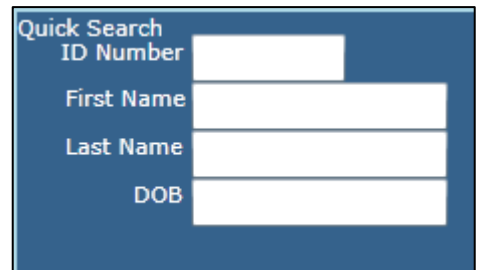 Quick Search
ID Number
First Name
Last Name
DOB